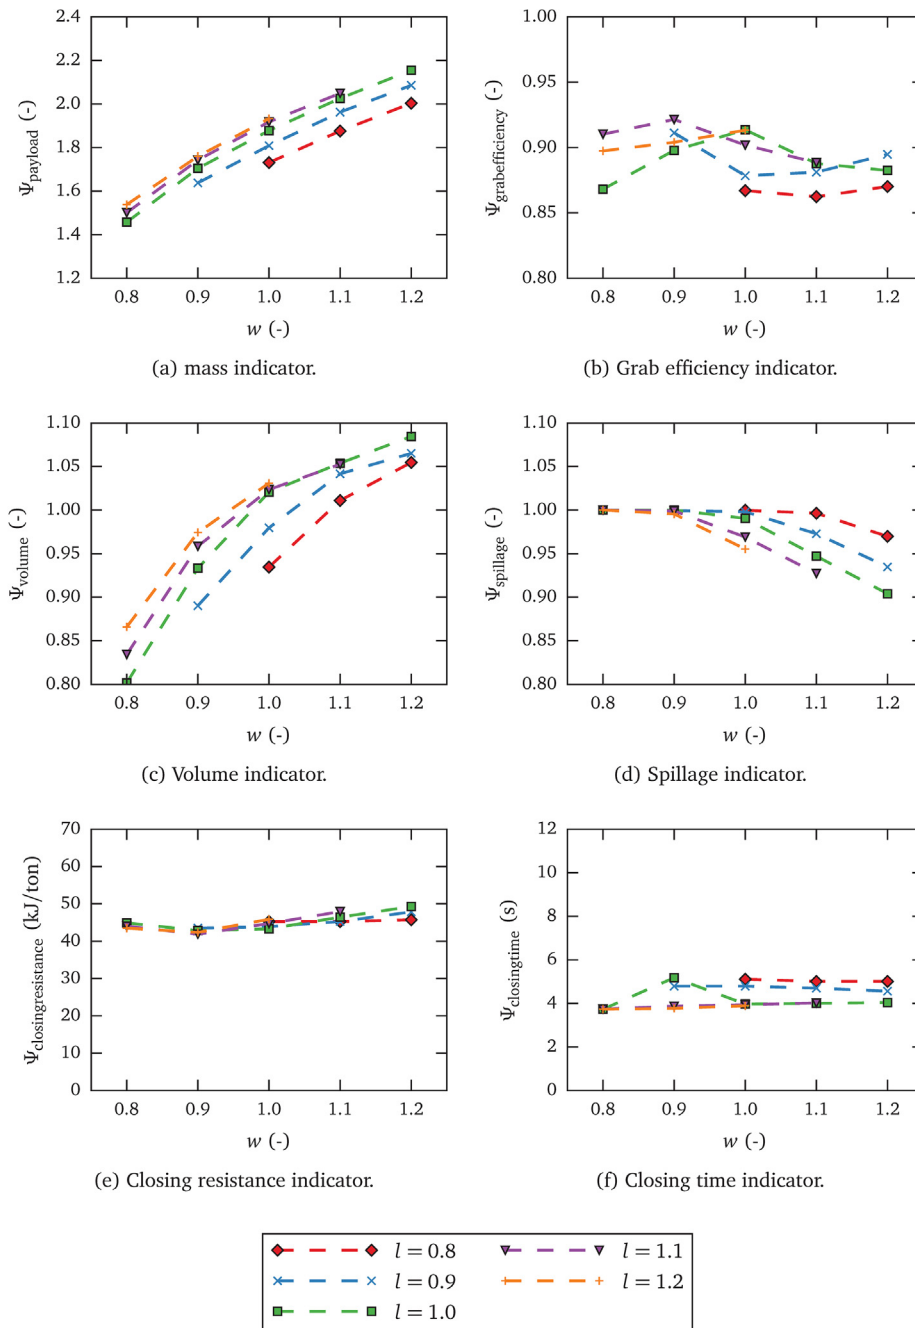 2.4
2.2
2.0
1.8
1.6
1.4
1.2
Ψpayload (-)
0.8 0.9 1.0 1.1 1.2
w (-)
(a) mass indicator.
1.00
0.95
0.90
0.85
0.80
Ψgrabefficiency (-)
0.8 0.9 1.0 1.1 1.2
w (-)
(b) Grab efficiency indicator.
1.10
1.05
1.00
0.95
0.90
0.85
0.80
Ψvolume (-)
0.8 0.9 1.0 1.1 1.2
w (-)
(c) Volume indicator.
1.10
1.05
1.00
0.95
0.90
0.85
0.80
Ψspillage (-)
0.8 0.9 1.0 1.1 1.2
w (-)
(d) Spillage indicator.
70
60
50
40
30
20
10
0
Ψclosingresistance (kJ/ton)
0.8 0.9 1.0 1.1 1.2
w (-)
(e) Closing resistance indicator.
12
10
8
6
4
2
0
Ψclosingtime (s)
0.8 0.9 1.0 1.1 1.2
w (-)
(f) Closing time indicator.
l = 0.8
l = 0.9
l = 1.0
l = 1.1
l = 1.2